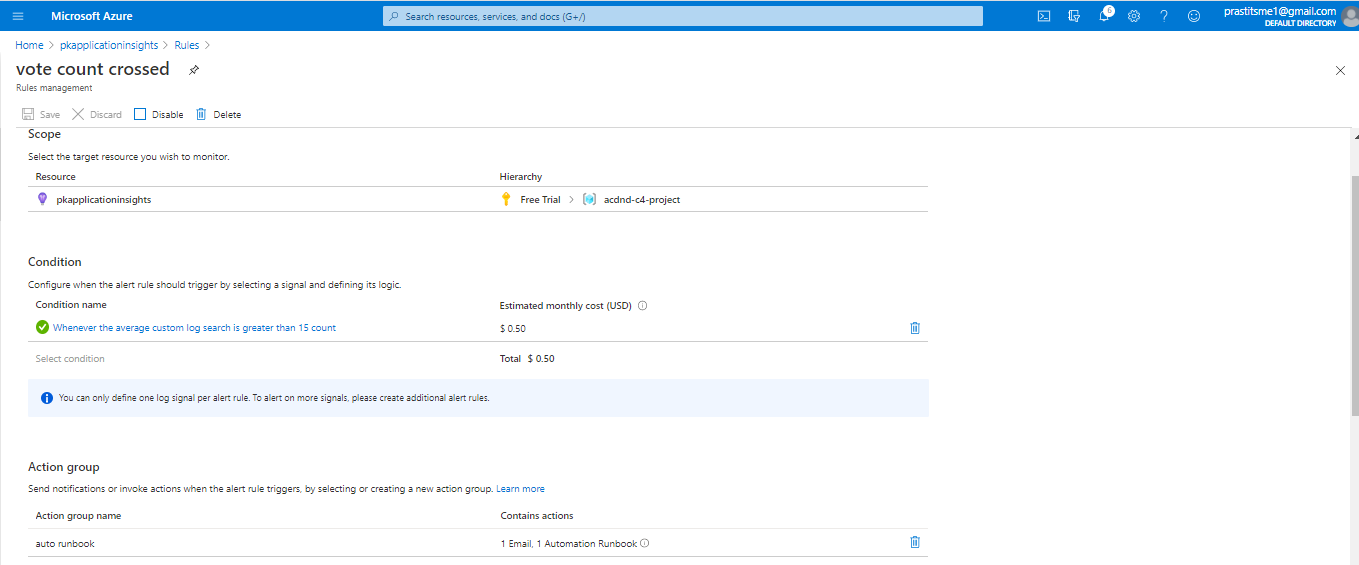 Microsoft Azure
Search resources, services, and docs (G+/)
6
prastitsme1@gmail.com
DEFAULT DIRECTORY
Home > pkapplicationinsights > Rules >
vote count crossed
Rules management
Save Discard Disable Delete
Scope
Select the target resource you wish to monitor.
Resource Hierarchy
pkapplicationinsights Free Trial > acdnd-c4-project
Condition
Configure when the alert rule should trigger by selecting a signal and defining its logic.
Condition name Estimated monthly cost (USD)
Whenever the average custom log search is greater than 15 count $ 0.50
Select condition Total $ 0.50
You can only define one log signal per alert rule. To alert on more signals, please create additional alert rules.
Action group
Send notifications or invoke actions when the alert rule triggers, by selecting or creating a new action group. Learn more
Action group name Contains actions
auto runbook 1 Email, 1 Automation Runbook